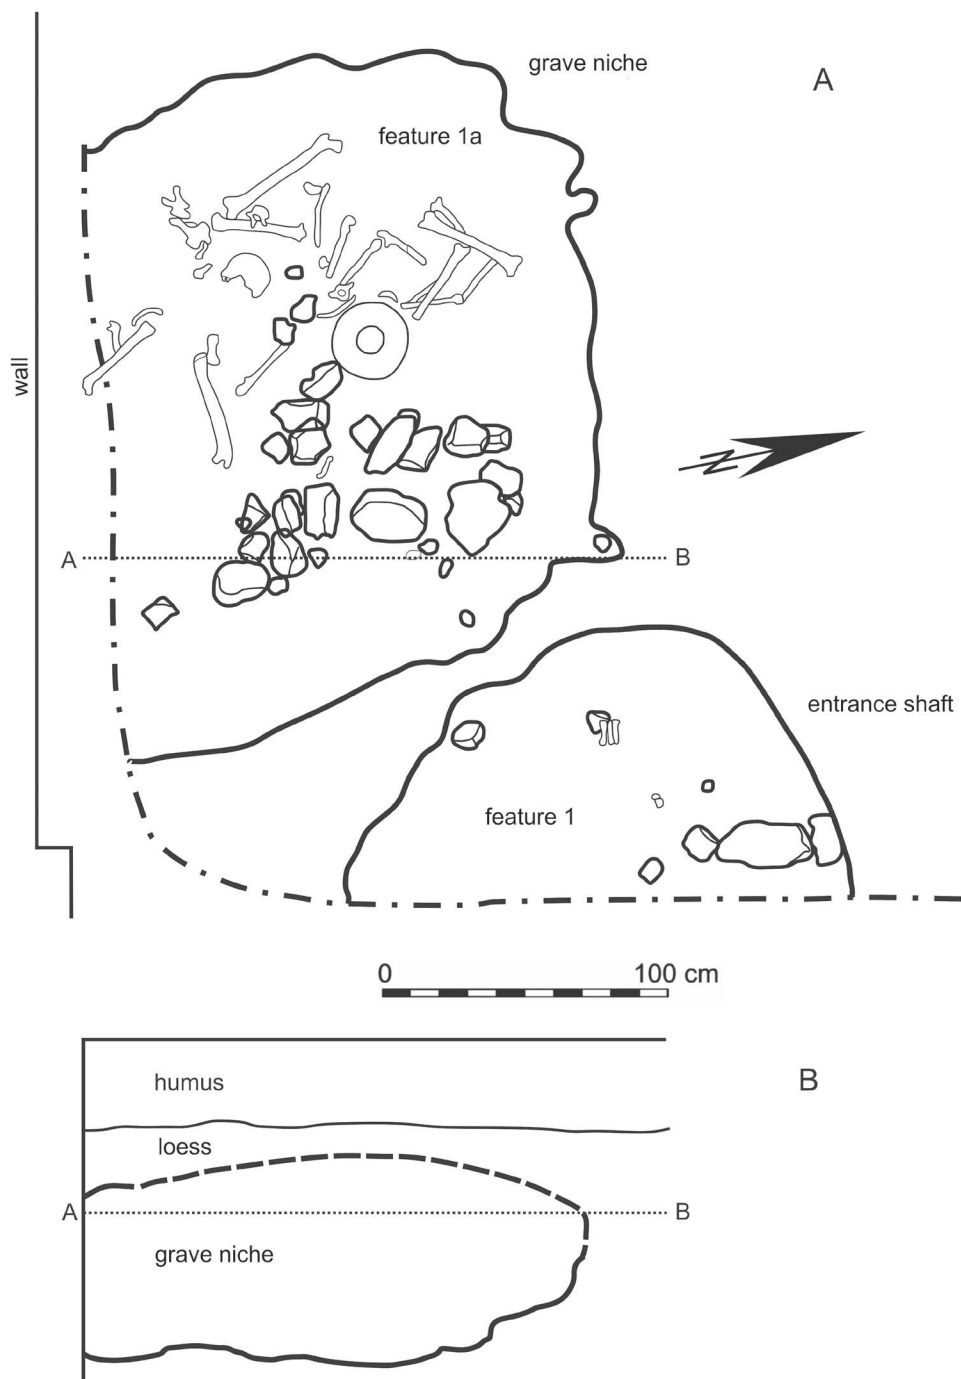 grave niche
A
feature 1a
wall
A
B
entrance shaft
feature 1
0 100 cm
humus
B
loess
A
B
grave niche